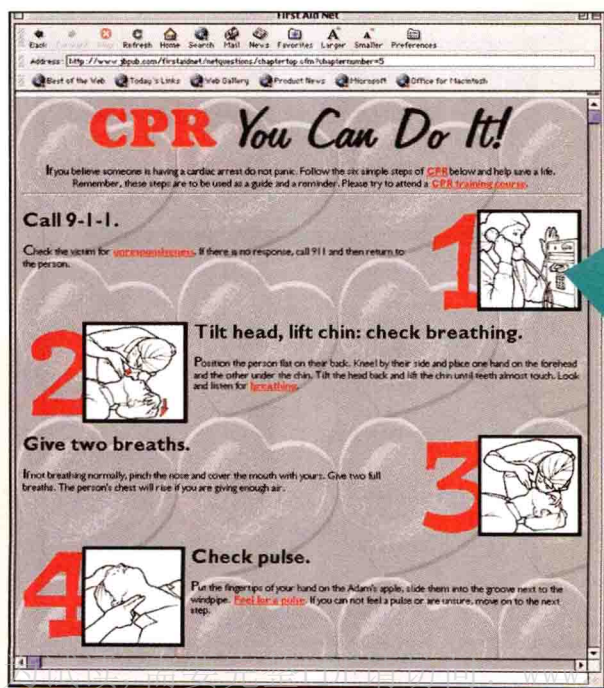 First Aid Net
Back Forward Stop Refresh Home Search Mail News Favorites Larger Smaller Preferences
Address: http://www.jbpub.com/firstaidnet/netquestions/chaptertop.cfm?chapternumber=5
Best of the Web Today's Links Web Gallery Product News Microsoft Office for Macintosh
CPR You Can Do It!
If you believe someone is having a cardiac arrest do not panic. Follow the six simple steps of CPR below and help save a life.
Remember, these steps are to be used as a guide and a reminder. Please try to attend a CPR training course.
Call 9-1-1.
1
Check the victim for unresponsiveness. If there is no response, call 911 and then return to
the person.
2
Tilt head, lift chin: check breathing.
Position the person flat on their back. Kneel by their side and place one hand on the forehead
and the other under the chin. Tilt the head back and lift the chin until teeth almost touch. Look
and listen for breathing.
Give two breaths.
3
If not breathing normally, pinch the nose and cover the mouth with yours. Give two full
breaths. The person's chest will rise if you are giving enough air.
4
Check pulse.
Put the fingertips of your hand on the Adam's apple, slide them into the groove next to the
windpipe. Feel for a pulse. If you can not feel a pulse or are unsure, move on to the next
step.